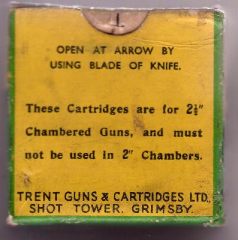 OPEN AT ARROW BY
USING BLADE OF KNIFE.
These Cartridges are for 2½"
Chambered Guns, and must
not be used in 2" Chambers.
TRENT GUNS & CARTRIDGES LTD.
SHOT TOWER, GRIMSBY.